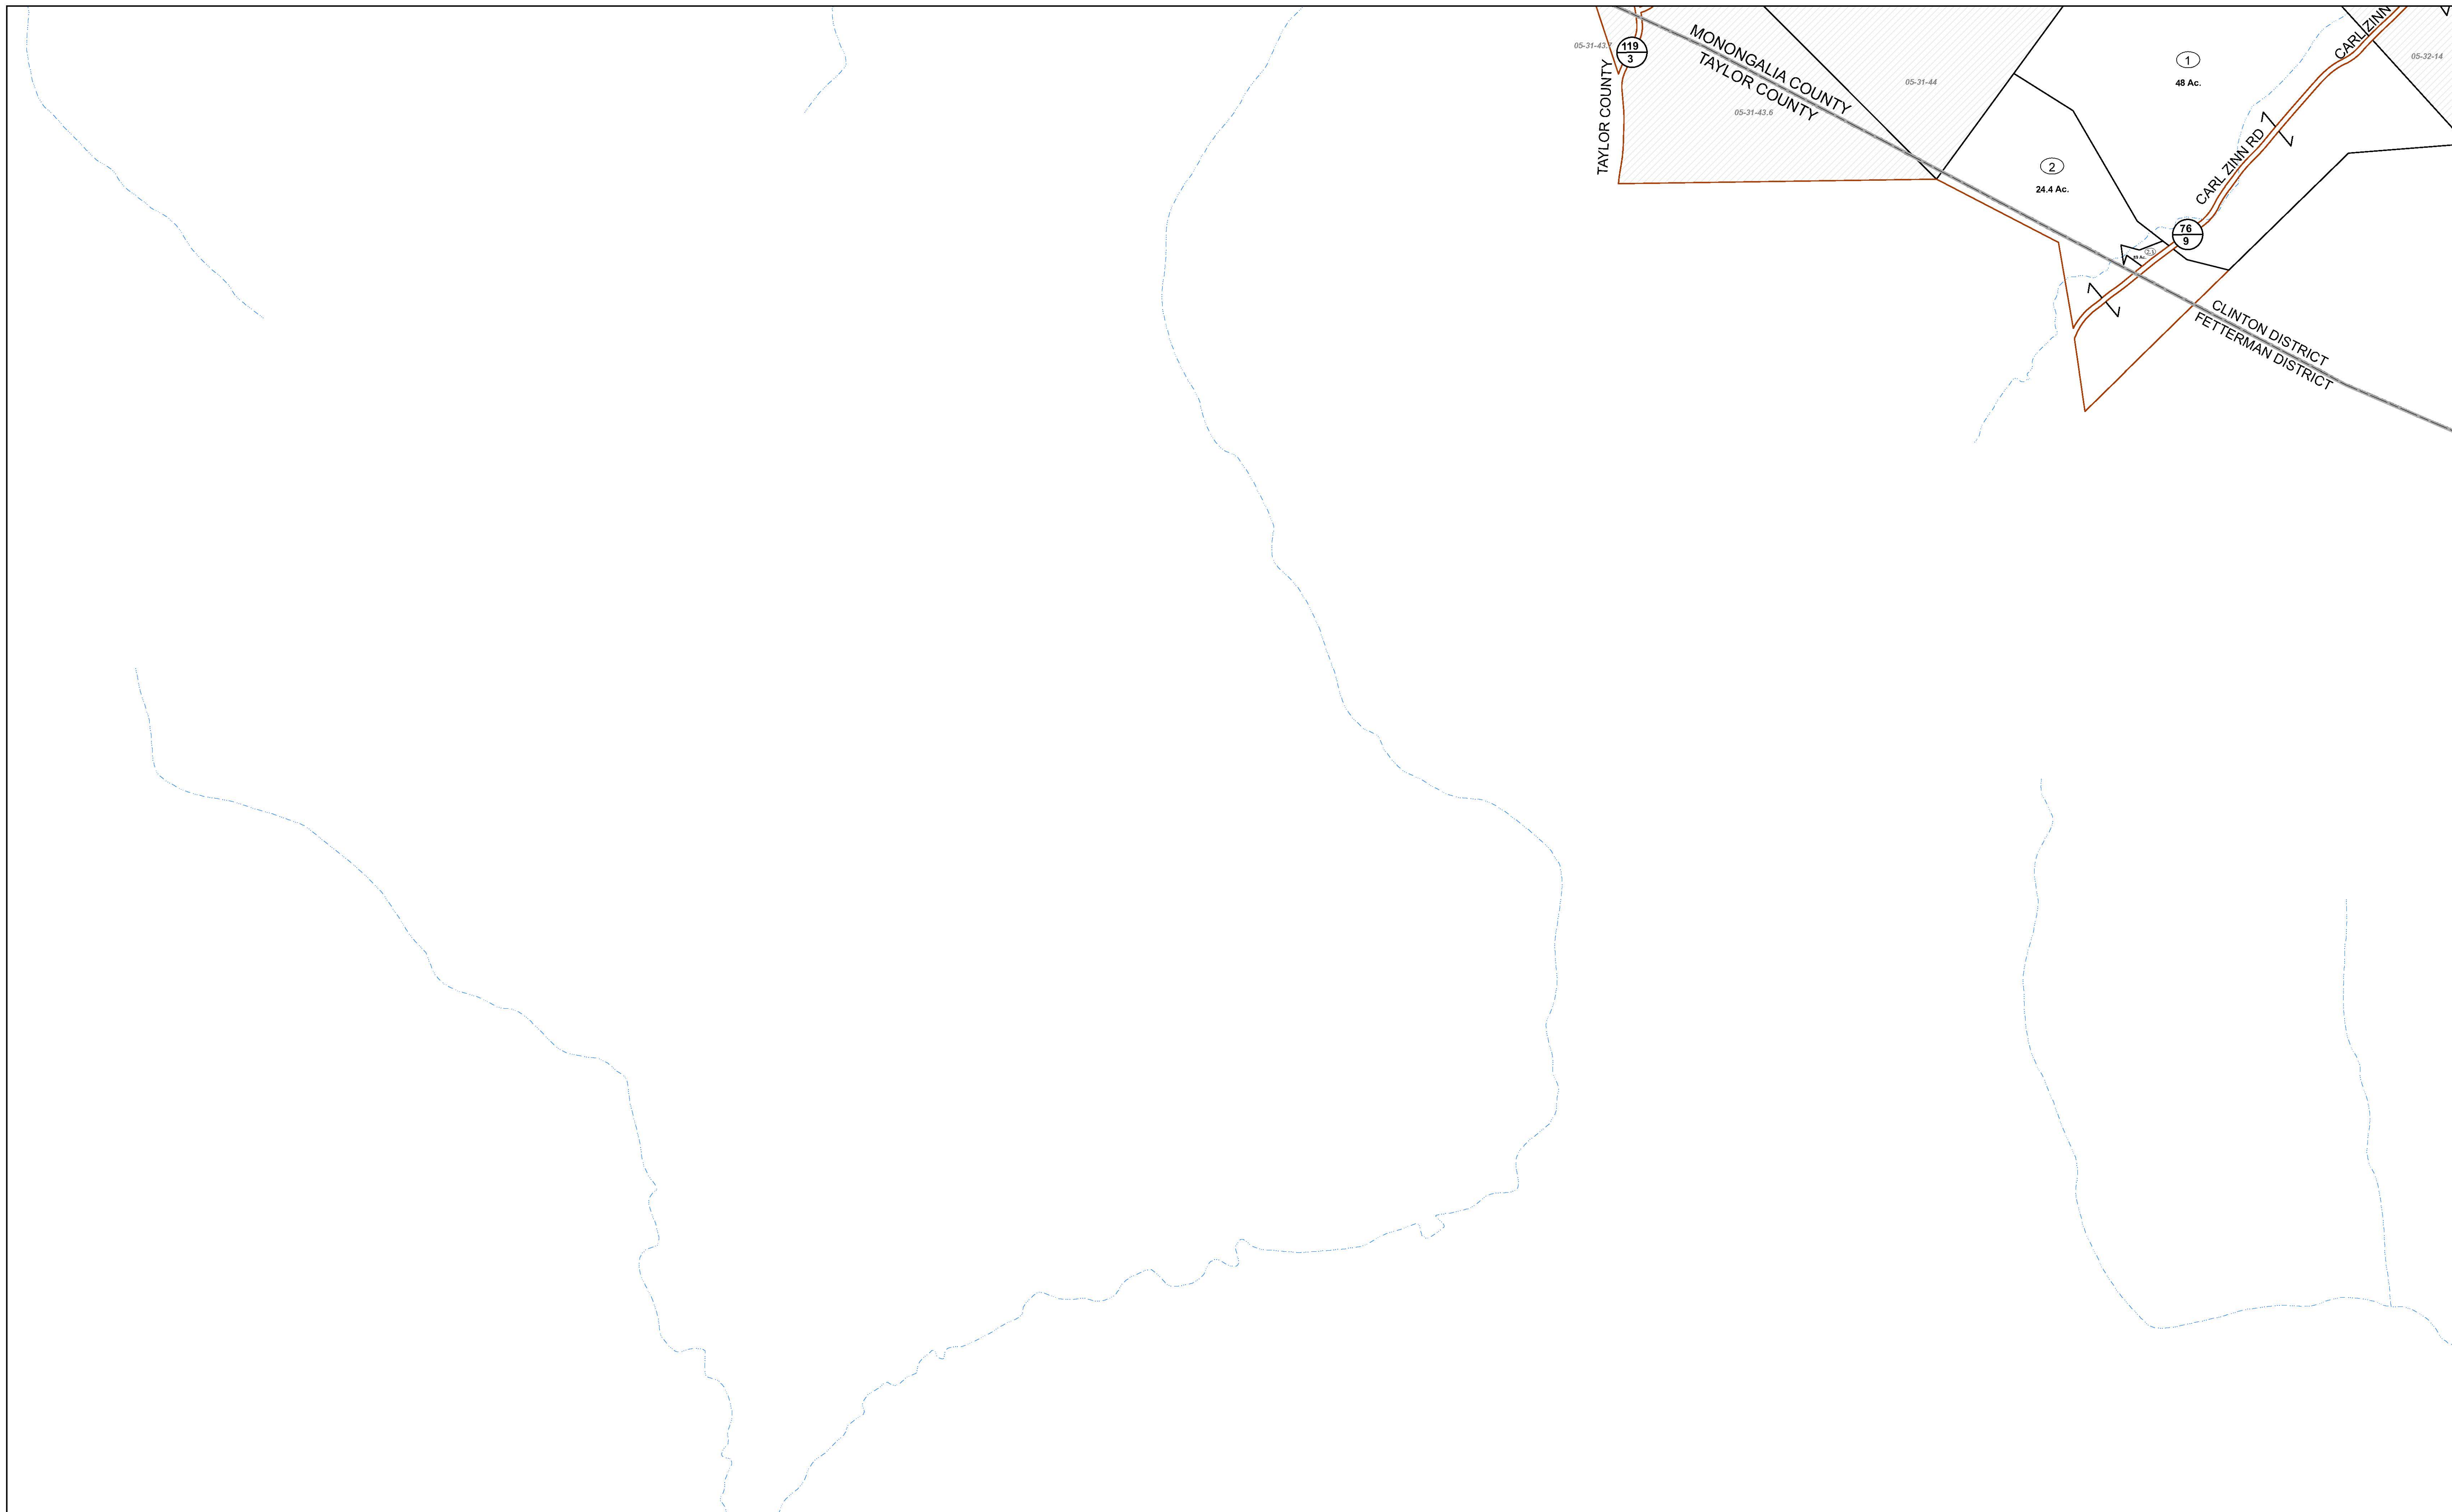 CARL ZINN
119
3
05-31-43.
TAYLOR COUNTY
MONONGALIA COUNTY
TAYLOR COUNTY
05-31-44
05-31-43.6
1
48 Ac.
05-32-14
2
24.4 Ac.
CARL ZINN RD
76
9
CLINTON DISTRICT
FETTERMAN DISTRICT